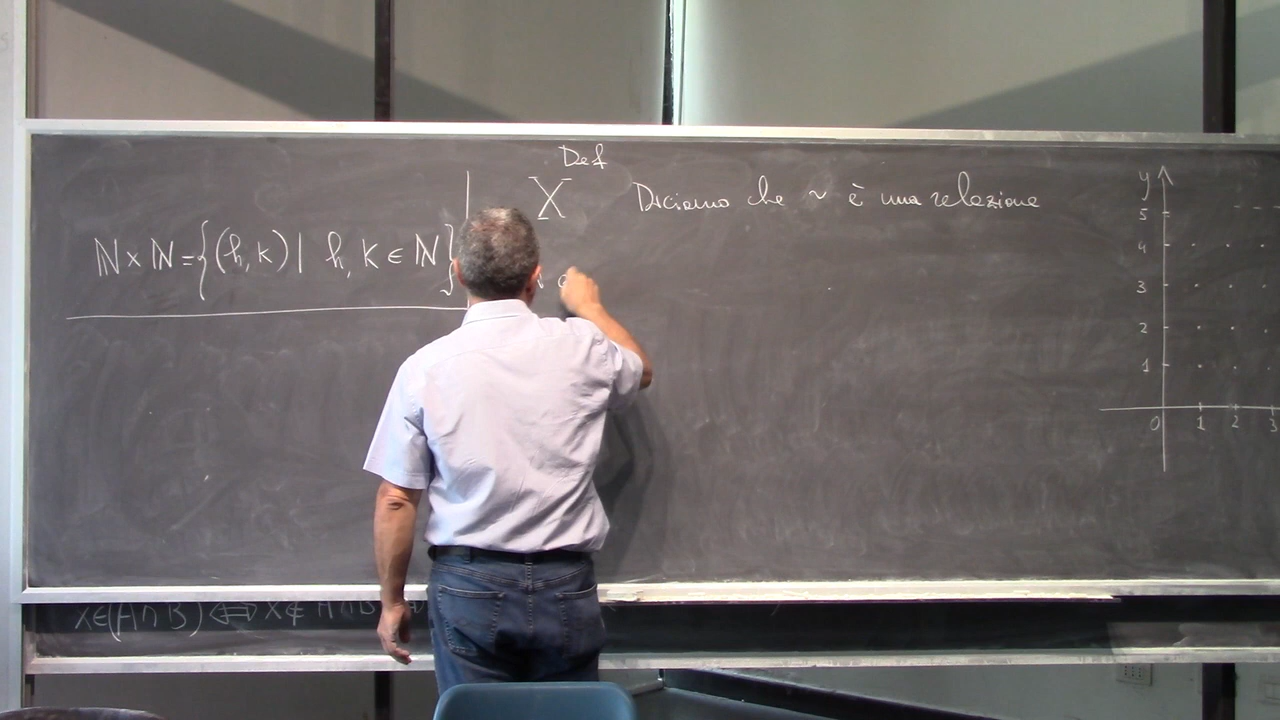 ℕ×ℕ={(h,k)| h,k∈ℕ}
Def
X Diciamo che ~ è una relazione
y
5
4
3
2
1
0 1 2 3
X∈(A∩B) ⟺ X∉ A∩B